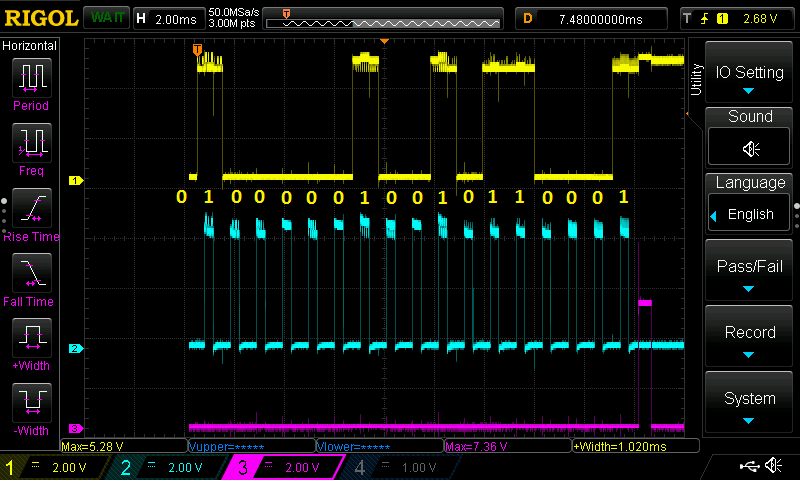 RIGOL WAIT H 2.00ms 50.0MSa/s 3.00M pts T D 7.48000000ms T 1 2.68 V
Horizontal
Period
Freq
Rise Time
Fall Time
+Width
-Width
T
1
0 1 0 0 0 0 0 1 0 0 1 0 1 1 0 0 0 1
2
3
Utility
IO Setting
Sound
Language
English
Pass/Fail
Record
System
Max=5.28 V Vupper=***** Vlower=***** Max=7.36 V +Width=1.020ms
1 2.00 V 2 2.00 V 3 2.00 V 4 1.00 V